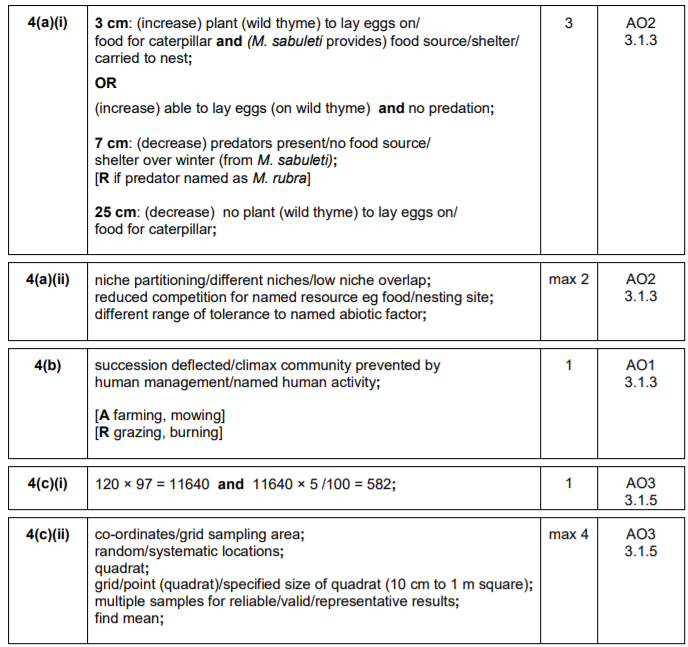 4(a)(i)
3 cm: (increase) plant (wild thyme) to lay eggs on/
food for caterpillar and (M. sabuleti provides) food source/shelter/
carried to nest;
OR
(increase) able to lay eggs (on wild thyme) and no predation;
7 cm: (decrease) predators present/no food source/
shelter over winter (from M. sabuleti);
[R if predator named as M. rubra]
25 cm: (decrease) no plant (wild thyme) to lay eggs on/
food for caterpillar;
3
AO2
3.1.3
4(a)(ii)
niche partitioning/different niches/low niche overlap;
reduced competition for named resource eg food/nesting site;
different range of tolerance to named abiotic factor;
max 2
AO2
3.1.3
4(b)
succession deflected/climax community prevented by
human management/named human activity;
[A farming, mowing]
[R grazing, burning]
1
AO1
3.1.3
4(c)(i)
120 × 97 = 11640 and 11640 × 5 /100 = 582;
1
AO3
3.1.5
4(c)(ii)
co-ordinates/grid sampling area;
random/systematic locations;
quadrat;
grid/point (quadrat)/specified size of quadrat (10 cm to 1 m square);
multiple samples for reliable/valid/representative results;
find mean;
max 4
AO3
3.1.5